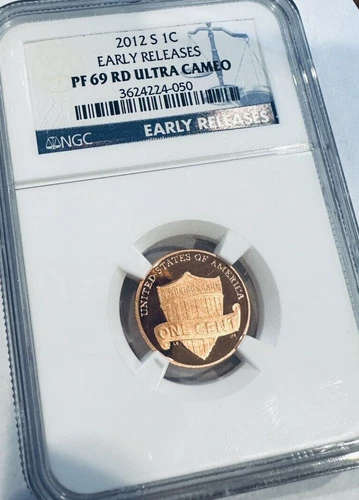 2012 S 1C
EARLY RELEASES
PF 69 RD ULTRA CAMEO
3624224-050
NGC
EARLY RELEASES
UNITED STATES OF AMERICA
ONE CENT